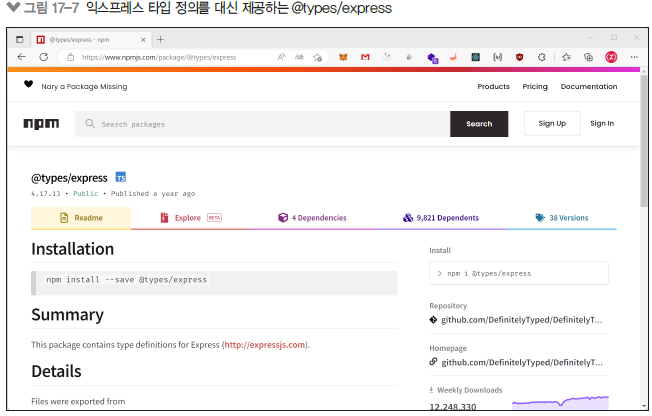 그림 17-7 익스프레스 타입 정의를 대신 제공하는 @types/express
@types/express - npm
https://www.npmjs.com/package/@types/express
Nary a Package Missing
Products Pricing Documentation
npm
Search packages
Search
Sign Up
Sign In
@types/express TS
4.17.13 • Public • Published a year ago
Readme
Explore BETA
4 Dependencies
9,821 Dependents
38 Versions
Installation
npm install --save @types/express
Summary
This package contains type definitions for Express (http://expressjs.com).
Details
Files were exported from
Install
> npm i @types/express
Repository
github.com/DefinitelyTyped/DefinitelyT...
Homepage
github.com/DefinitelyTyped/DefinitelyT...
Weekly Downloads
12,248,330